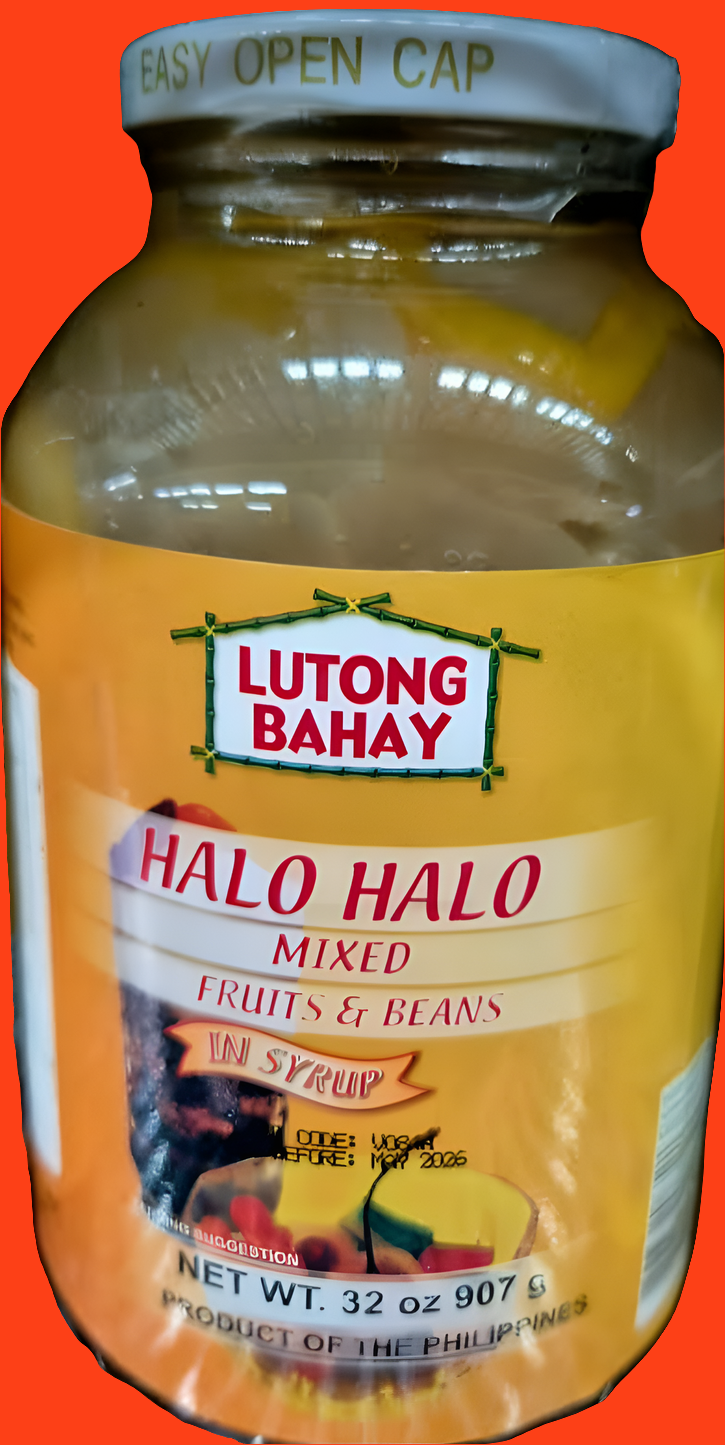 EASY OPEN CAP
LUTONG
BAHAY
HALO HALO
MIXED
FRUITS & BEANS
IN SYRUP
CODE:
MAY 2026
NET WT. 32 oz 907 g
PRODUCT OF THE PHILIPPINES